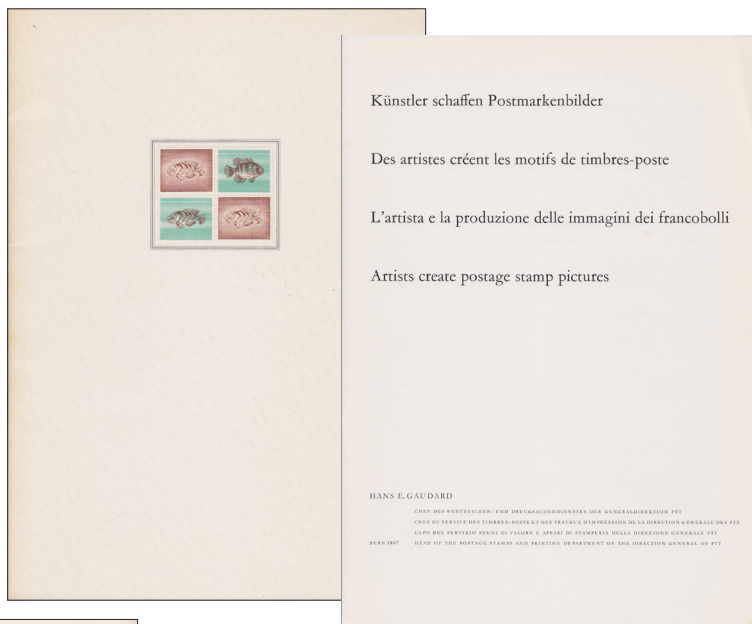 Künstler schaffen Postmarkenbilder
Des artistes créent les motifs de timbres-poste
L'artista e la produzione delle immagini dei francobolli
Artists create postage stamp pictures
HANS E. GAUDARD
CHEF DES WERTZEICHEN- UND DRUCKSACHENDIENSTES DER GENERALDIREKTION PTT
CHEF DU SERVICE DES TIMBRES-POSTE ET DES TRAVAUX D'IMPRESSION DE LA DIRECTION GÉNÉRALE DES PTT
CAPO DEL SERVIZIO SEGNI DI VALORE E AFFARI DI STAMPERIA DELLA DIREZIONE GENERALE PTT
BERN 1957 HEAD OF THE POSTAGE STAMPS AND PRINTING DEPARTMENT OF THE DIRECTION GENERAL OF PTT